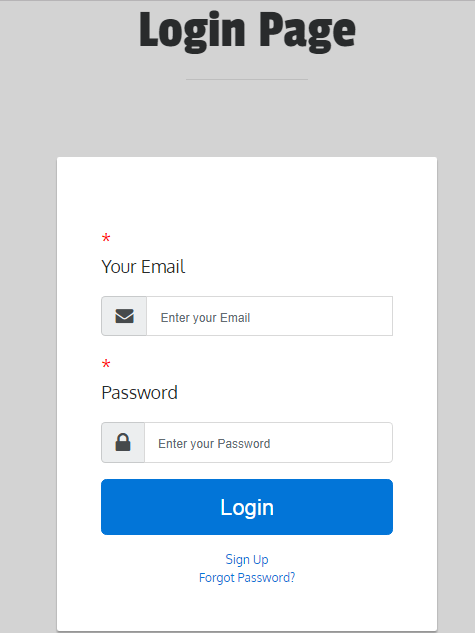 Login Page
*
Your Email
Enter your Email
*
Password
Enter your Password
Login
Sign Up
Forgot Password?